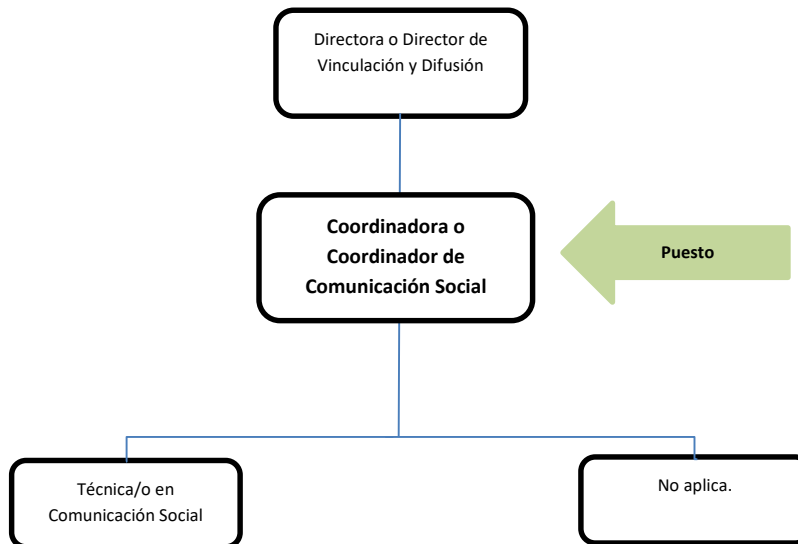 Directora o Director de
Vinculación y Difusión
Coordinadora o
Coordinador de
Comunicación Social
Puesto
Técnica/o en
Comunicación Social
No aplica.